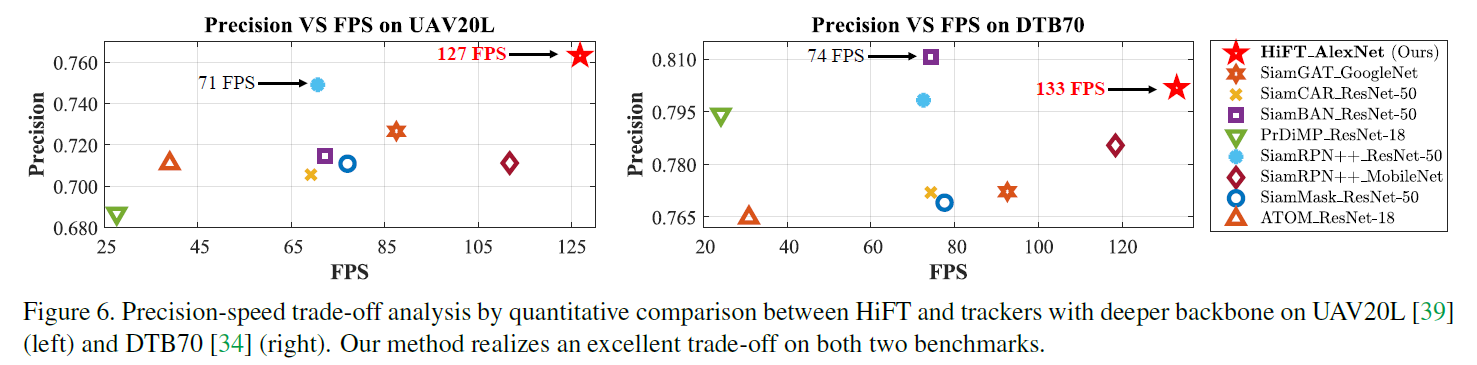 Precision VS FPS on UAV20L
Precision
0.760
0.740
0.720
0.700
0.680
127 FPS
71 FPS
25 45 65 85 105 125
FPS
Precision VS FPS on DTB70
Precision
0.810
0.795
0.780
0.765
74 FPS
133 FPS
20 40 60 80 100 120
FPS
HiFT_AlexNet (Ours)
SiamGAT_GoogleNet
SiamCAR_ResNet-50
SiamBAN_ResNet-50
PrDiMP_ResNet-18
SiamRPN++_ResNet-50
SiamRPN++_MobileNet
SiamMask_ResNet-50
ATOM_ResNet-18
Figure 6. Precision-speed trade-off analysis by quantitative comparison between HiFT and trackers with deeper backbone on UAV20L [39]
(left) and DTB70 [34] (right). Our method realizes an excellent trade-off on both two benchmarks.